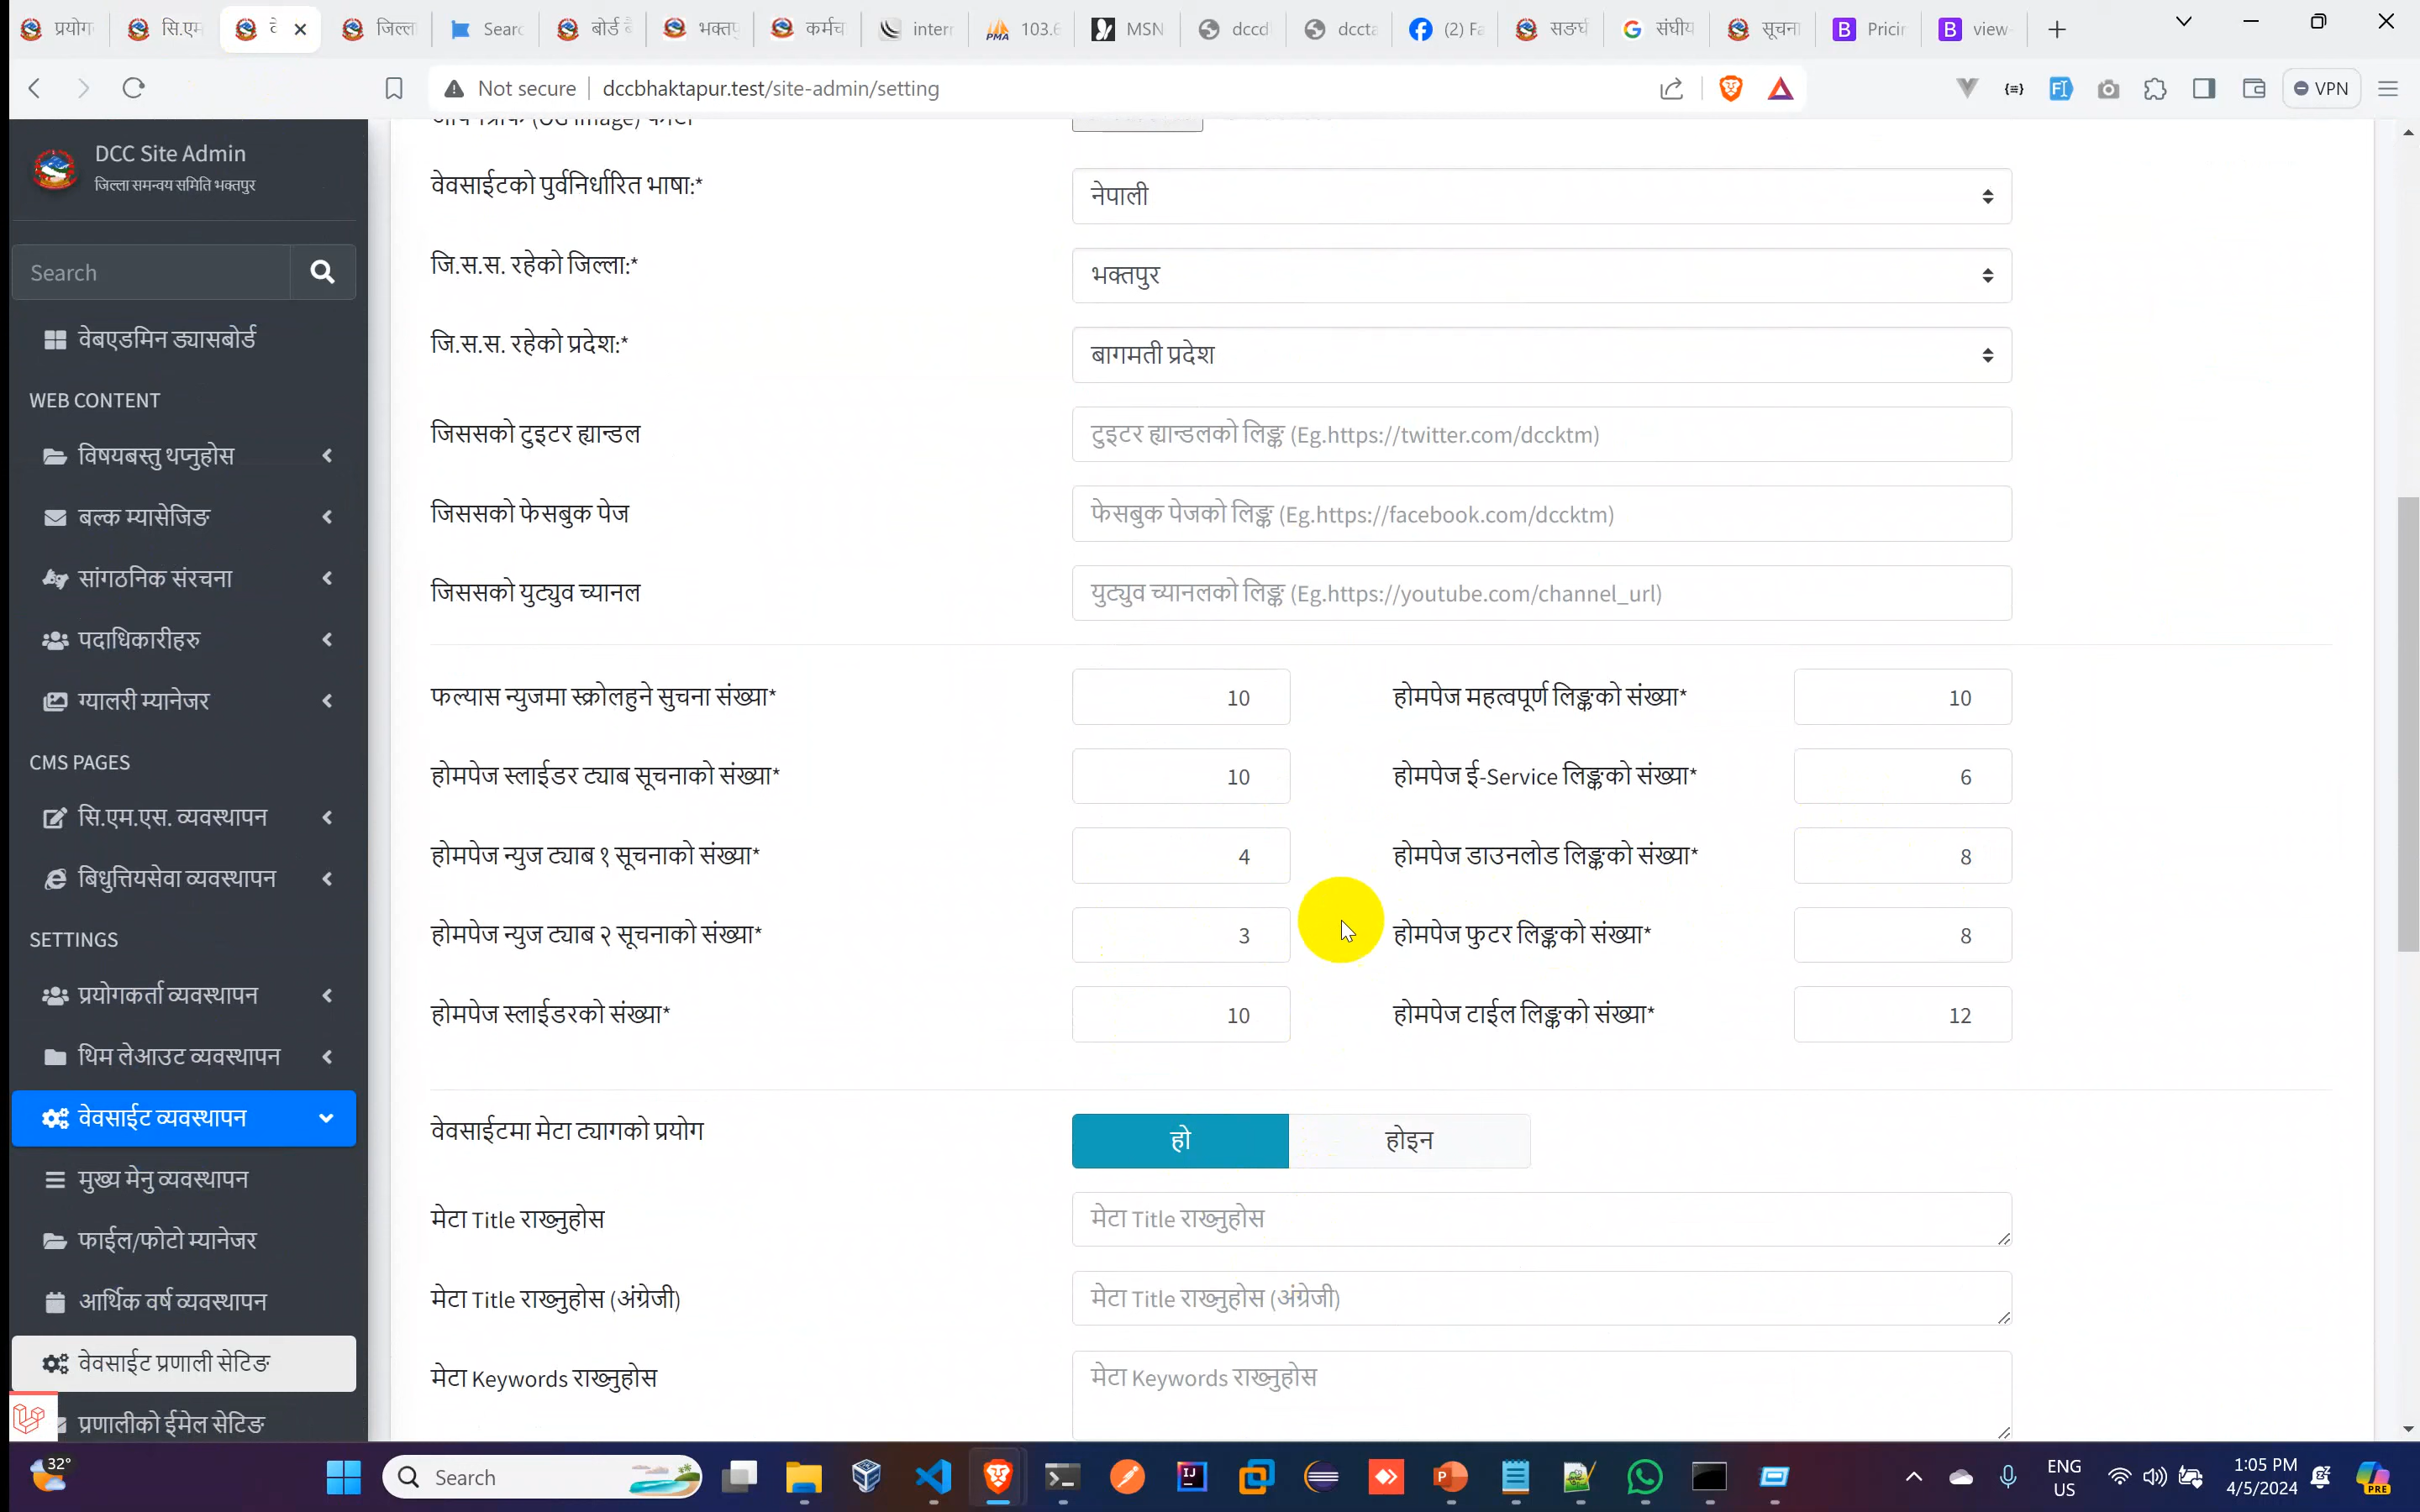 प्रयोग
सि.एम
जिल्ल
Searc
बोर्ड बै
भक्तपु
कर्मच
interr
103.6
MSN
dccd
dccta
(2) Fa
सङघ
संघीय
सूचना
Pricin
view-
Not secure
dccbhaktapur.test/site-admin/setting
VPN
DCC Site Admin
जिल्ला समन्वय समिति भक्तपुर
Search
वेबएडमिन ड्यासबोर्ड
WEB CONTENT
विषयबस्तु थप्नुहोस
बल्क म्यासेजिङ
सांगठनिक संरचना
पदाधिकारीहरु
ग्यालरी म्यानेजर
CMS PAGES
सि.एम.एस. व्यवस्थापन
बिधुत्तियसेवा व्यवस्थापन
SETTINGS
प्रयोगकर्ता व्यवस्थापन
थिम लेआउट व्यवस्थापन
वेवसाईट व्यवस्थापन
मुख्य मेनु व्यवस्थापन
फाईल/फोटो म्यानेजर
आर्थिक वर्ष व्यवस्थापन
वेवसाईट प्रणाली सेटिङ
प्रणालीको ईमेल सेटिङ
वेवसाईटको पुर्वनिर्धारित भाषा:*
नेपाली
जि.स.स. रहेको जिल्ला:*
भक्तपुर
जि.स.स. रहेको प्रदेश:*
बागमती प्रदेश
जिससको टुइटर ह्यान्डल
टुइटर ह्यान्डलको लिङ्क (Eg.https://twitter.com/dccktm)
जिससको फेसबुक पेज
फेसबुक पेजको लिङ्क (Eg.https://facebook.com/dccktm)
जिससको युट्युव च्यानल
युट्युव च्यानलको लिङ्क (Eg.https://youtube.com/channel_url)
फल्यास न्युजमा स्क्रोलहुने सुचना संख्या* 10 होमपेज महत्वपूर्ण लिङ्कको संख्या* 10
होमपेज स्लाईडर ट्याब सूचनाको संख्या* 10 होमपेज ई-Service लिङ्कको संख्या* 6
होमपेज न्युज ट्याब १ सूचनाको संख्या* 4 होमपेज डाउनलोड लिङ्कको संख्या* 8
होमपेज न्युज ट्याब २ सूचनाको संख्या* 3 होमपेज फुटर लिङ्कको संख्या* 8
होमपेज स्लाईडरको संख्या* 10 होमपेज टाईल लिङ्कको संख्या* 12
वेवसाईटमा मेटा ट्यागको प्रयोग
हो होइन
मेटा Title राख्नुहोस
मेटा Title राख्नुहोस
मेटा Title राख्नुहोस (अंग्रेजी)
मेटा Title राख्नुहोस (अंग्रेजी)
मेटा Keywords राख्नुहोस
मेटा Keywords राख्नुहोस
32°
Search
ENG
US
1:05 PM
4/5/2024
PRE